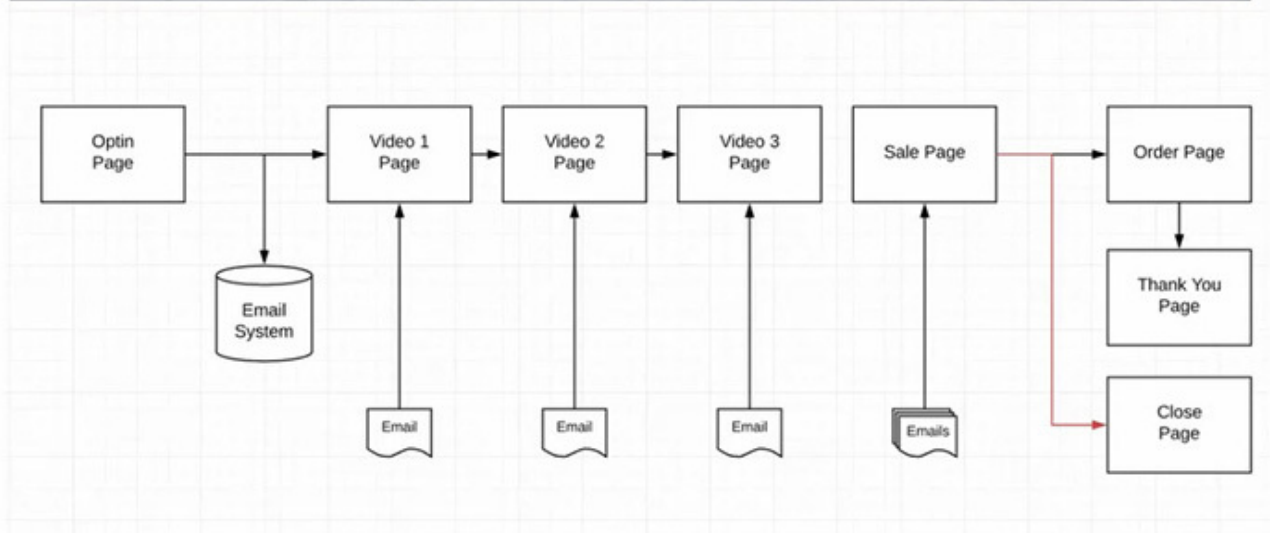 Optin
Page
Video 1
Page
Video 2
Page
Video 3
Page
Sale Page
Order Page
Email
System
Thank You
Page
Email
Email
Email
Emails
Close
Page